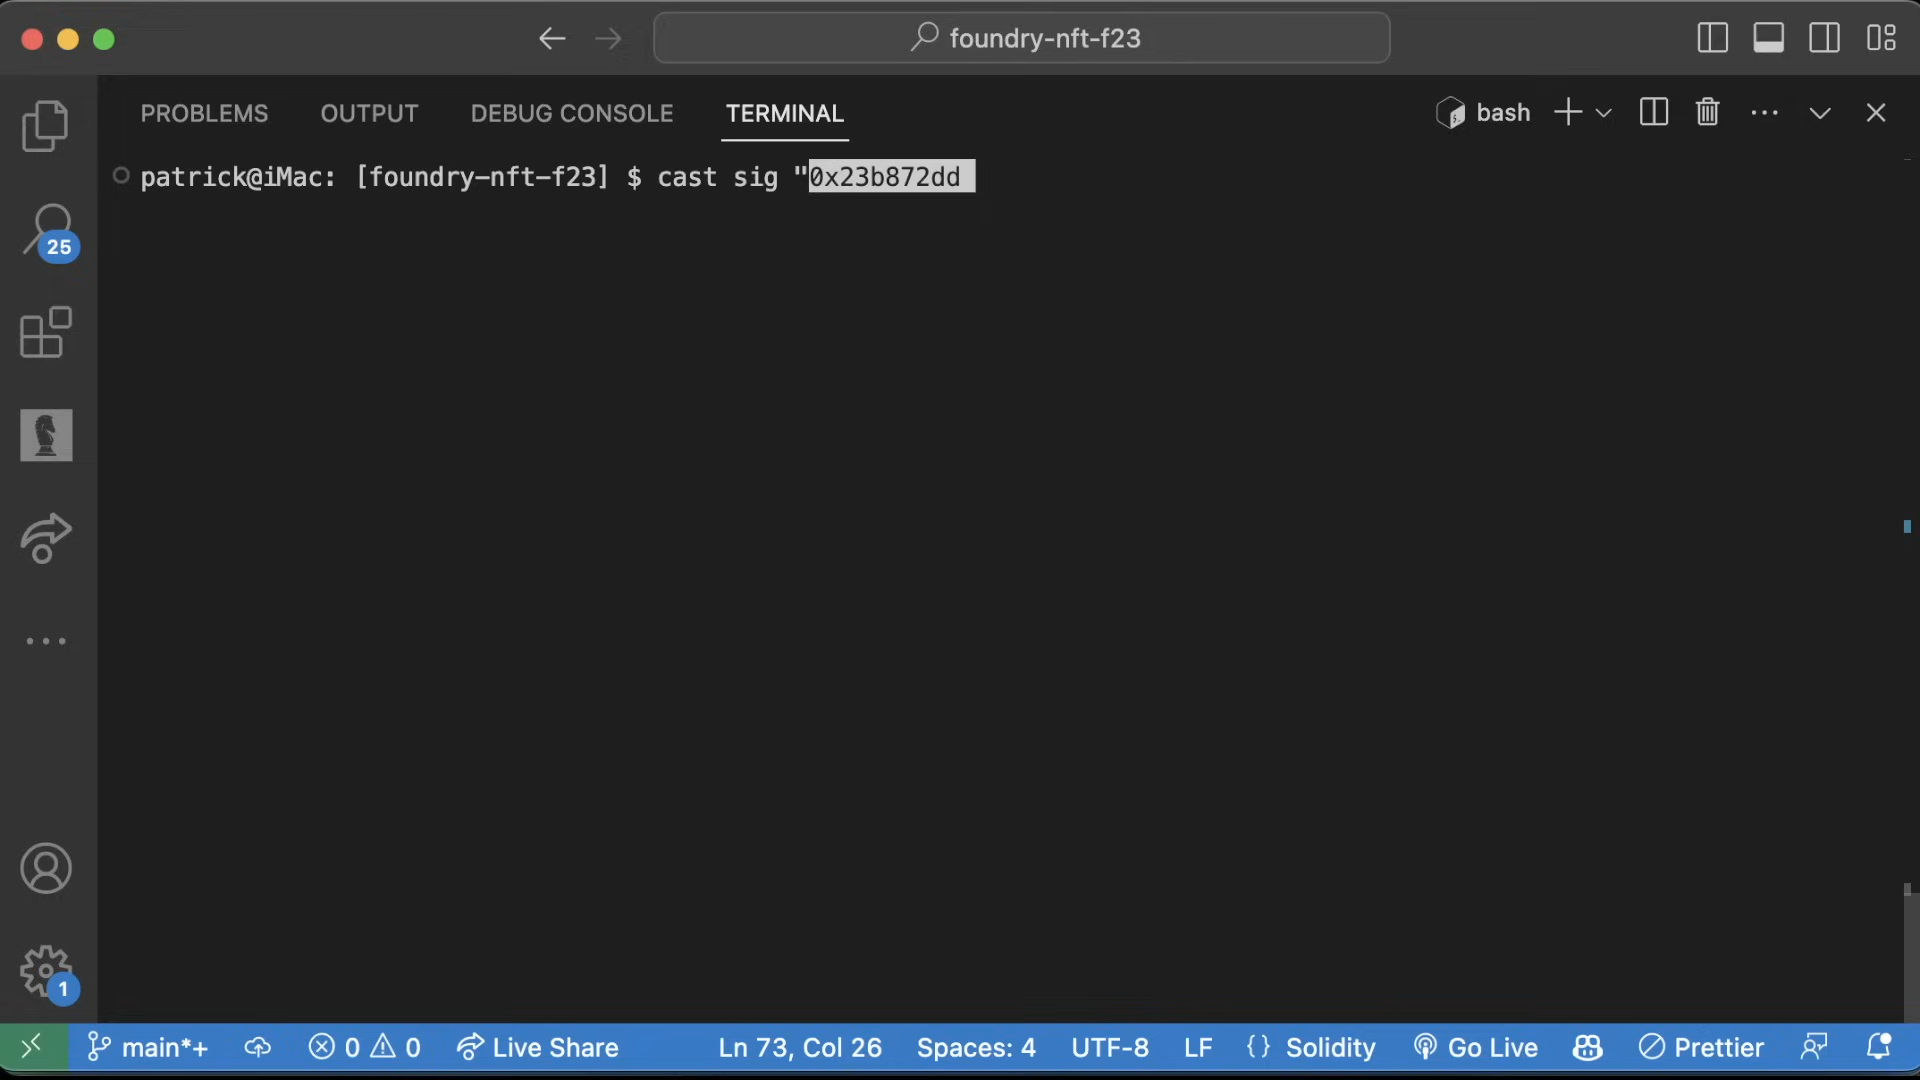 foundry-nft-f23
PROBLEMS OUTPUT DEBUG CONSOLE TERMINAL bash
patrick@iMac: [foundry-nft-f23] $ cast sig "0x23b872dd
25
1
main*+ 0 0 Live Share Ln 73, Col 26 Spaces: 4 UTF-8 LF {} Solidity Go Live Prettier